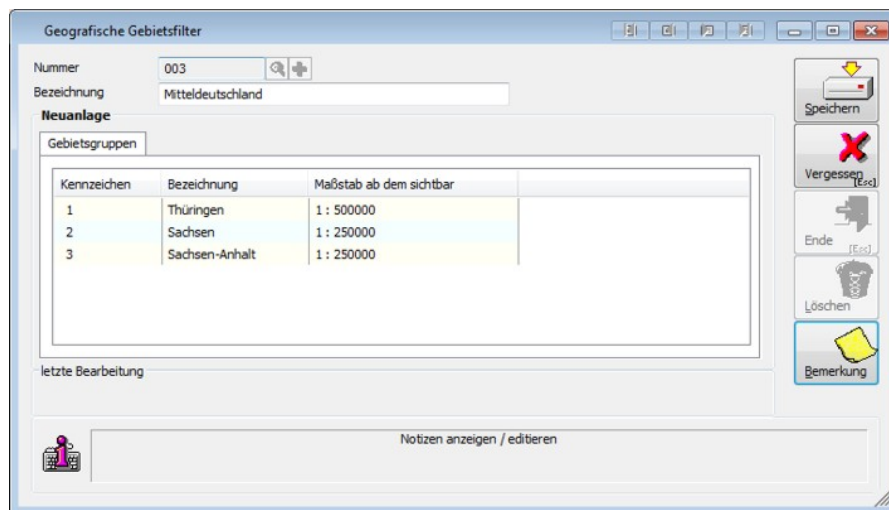 Geografische Gebietsfilter
Nummer 003
Bezeichnung Mitteldeutschland
Neuanlage
Gebietsgruppen
Kennzeichen Bezeichnung Maßstab ab dem sichtbar
1 Thüringen 1 : 500000
2 Sachsen 1 : 250000
3 Sachsen-Anhalt 1 : 250000
letzte Bearbeitung
Notizen anzeigen / editieren
Speichern
Vergessen [Esc]
Ende [Esc]
Löschen
Bemerkung